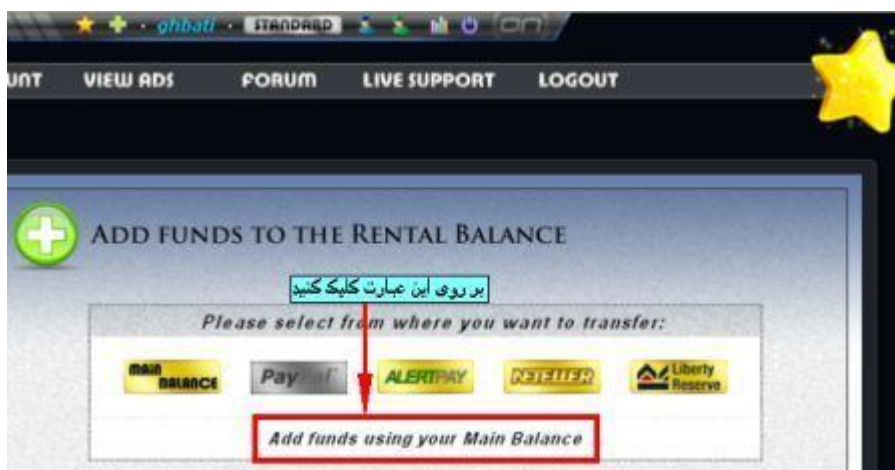 ghbati · STANDARD
UNT VIEW ADS FORUM LIVE SUPPORT LOGOUT
ADD FUNDS TO THE RENTAL BALANCE
بر روی این عبارت کلیک کنید
Please select from where you want to transfer:
MAIN BALANCE PayPal ALERTPAY NETELLER Liberty Reserve
Add funds using your Main Balance